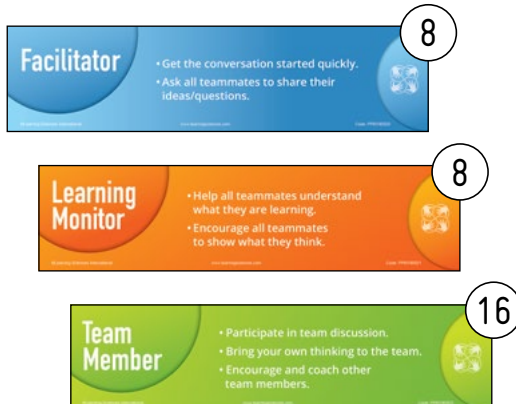 8
Facilitator
• Get the conversation started quickly.
• Ask all teammates to share their
ideas/questions.
8
Learning
Monitor
• Help all teammates understand
what they are learning.
• Encourage all teammates
to show what they think.
16
Team
Member
• Participate in team discussion.
• Bring your own thinking to the team.
• Encourage and coach other
team members.